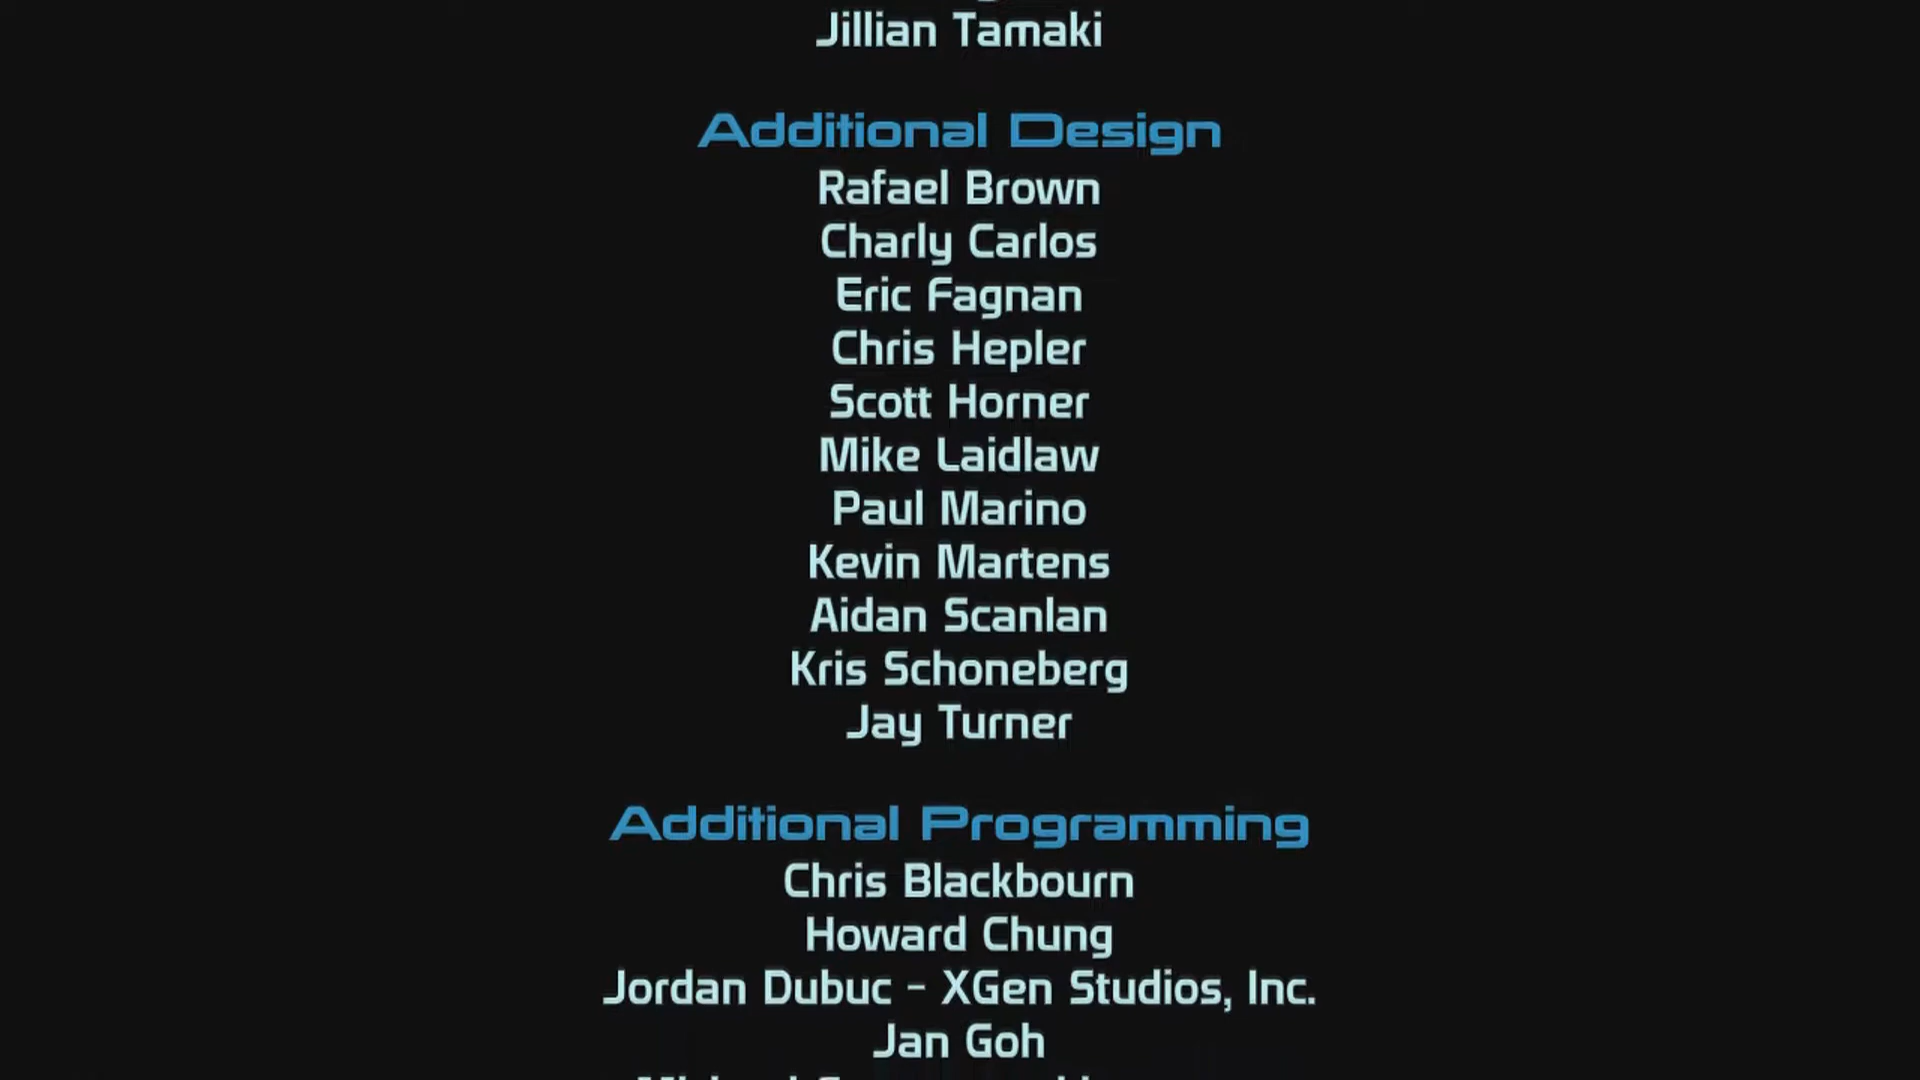 Jillian Tamaki
Additional Design
Rafael Brown
Charly Carlos
Eric Fagnan
Chris Hepler
Scott Horner
Mike Laidlaw
Paul Marino
Kevin Martens
Aidan Scanlan
Kris Schoneberg
Jay Turner
Additional Programming
Chris Blackbourn
Howard Chung
Jordan Dubuc - XGen Studios, Inc.
Jan Goh